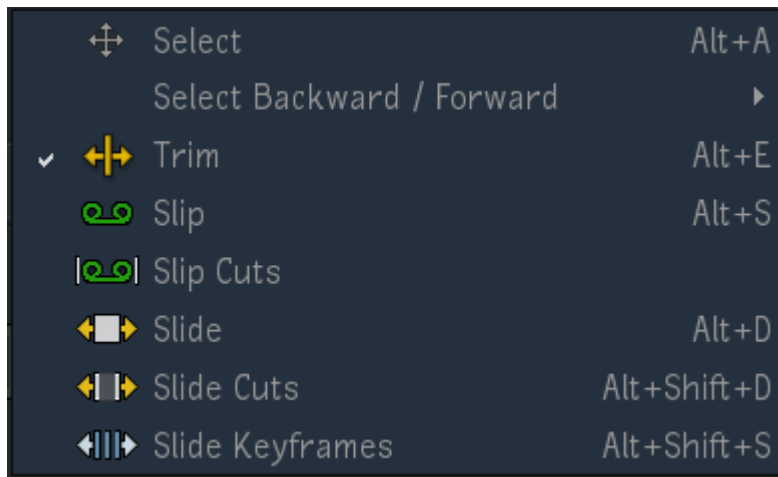 Select Alt+A
Select Backward / Forward
Trim Alt+E
Slip Alt+S
Slip Cuts
Slide Alt+D
Slide Cuts Alt+Shift+D
Slide Keyframes Alt+Shift+S